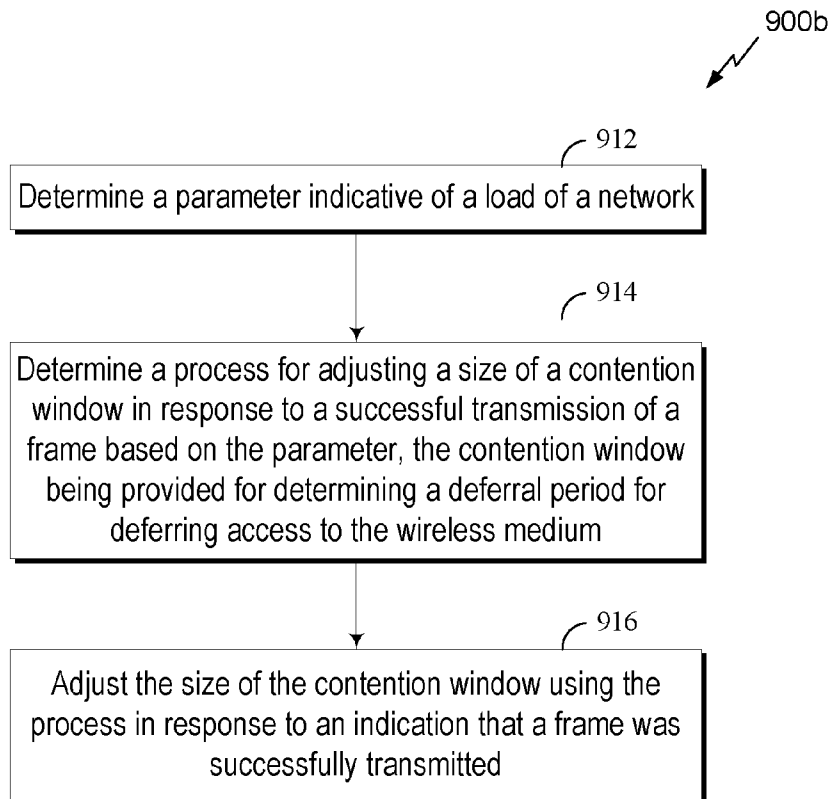 900b
912
Determine a parameter indicative of a load of a network
914
Determine a process for adjusting a size of a contention
window in response to a successful transmission of a
frame based on the parameter, the contention window
being provided for determining a deferral period for
deferring access to the wireless medium
916
Adjust the size of the contention window using the
process in response to an indication that a frame was
successfully transmitted